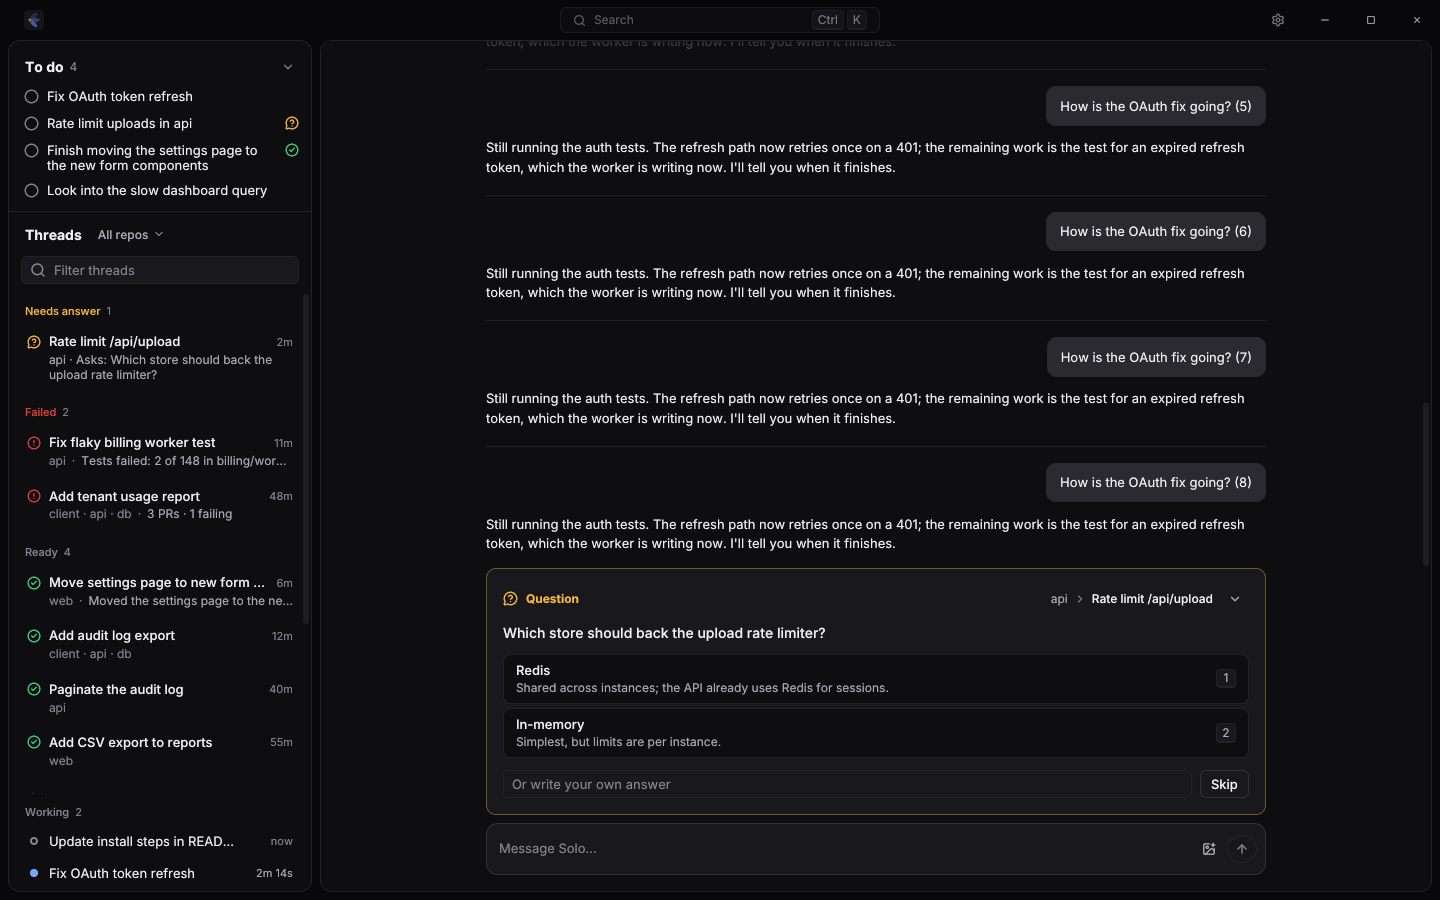 Search
Ctrl
K
To do 4
Fix OAuth token refresh
Rate limit uploads in api
Finish moving the settings page to
the new form components
Look into the slow dashboard query
Threads All repos
Filter threads
Needs answer 1
Rate limit /api/upload 2m
api · Asks: Which store should back the
upload rate limiter?
Failed 2
Fix flaky billing worker test 11m
api · Tests failed: 2 of 148 in billing/wor...
Add tenant usage report 48m
client · api · db · 3 PRs · 1 failing
Ready 4
Move settings page to new form ... 6m
web · Moved the settings page to the ne...
Add audit log export 12m
client · api · db
Paginate the audit log 40m
api
Add CSV export to reports 55m
web
Working 2
Update install steps in READ... now
Fix OAuth token refresh 2m 14s
token, which the worker is writing now. I'll tell you when it finishes.
How is the OAuth fix going? (5)
Still running the auth tests. The refresh path now retries once on a 401; the remaining work is the test for an expired refresh
token, which the worker is writing now. I'll tell you when it finishes.
How is the OAuth fix going? (6)
Still running the auth tests. The refresh path now retries once on a 401; the remaining work is the test for an expired refresh
token, which the worker is writing now. I'll tell you when it finishes.
How is the OAuth fix going? (7)
Still running the auth tests. The refresh path now retries once on a 401; the remaining work is the test for an expired refresh
token, which the worker is writing now. I'll tell you when it finishes.
How is the OAuth fix going? (8)
Still running the auth tests. The refresh path now retries once on a 401; the remaining work is the test for an expired refresh
token, which the worker is writing now. I'll tell you when it finishes.
Question
api > Rate limit /api/upload
Which store should back the upload rate limiter?
Redis
Shared across instances; the API already uses Redis for sessions.
1
In-memory
Simplest, but limits are per instance.
2
Or write your own answer
Skip
Message Solo...